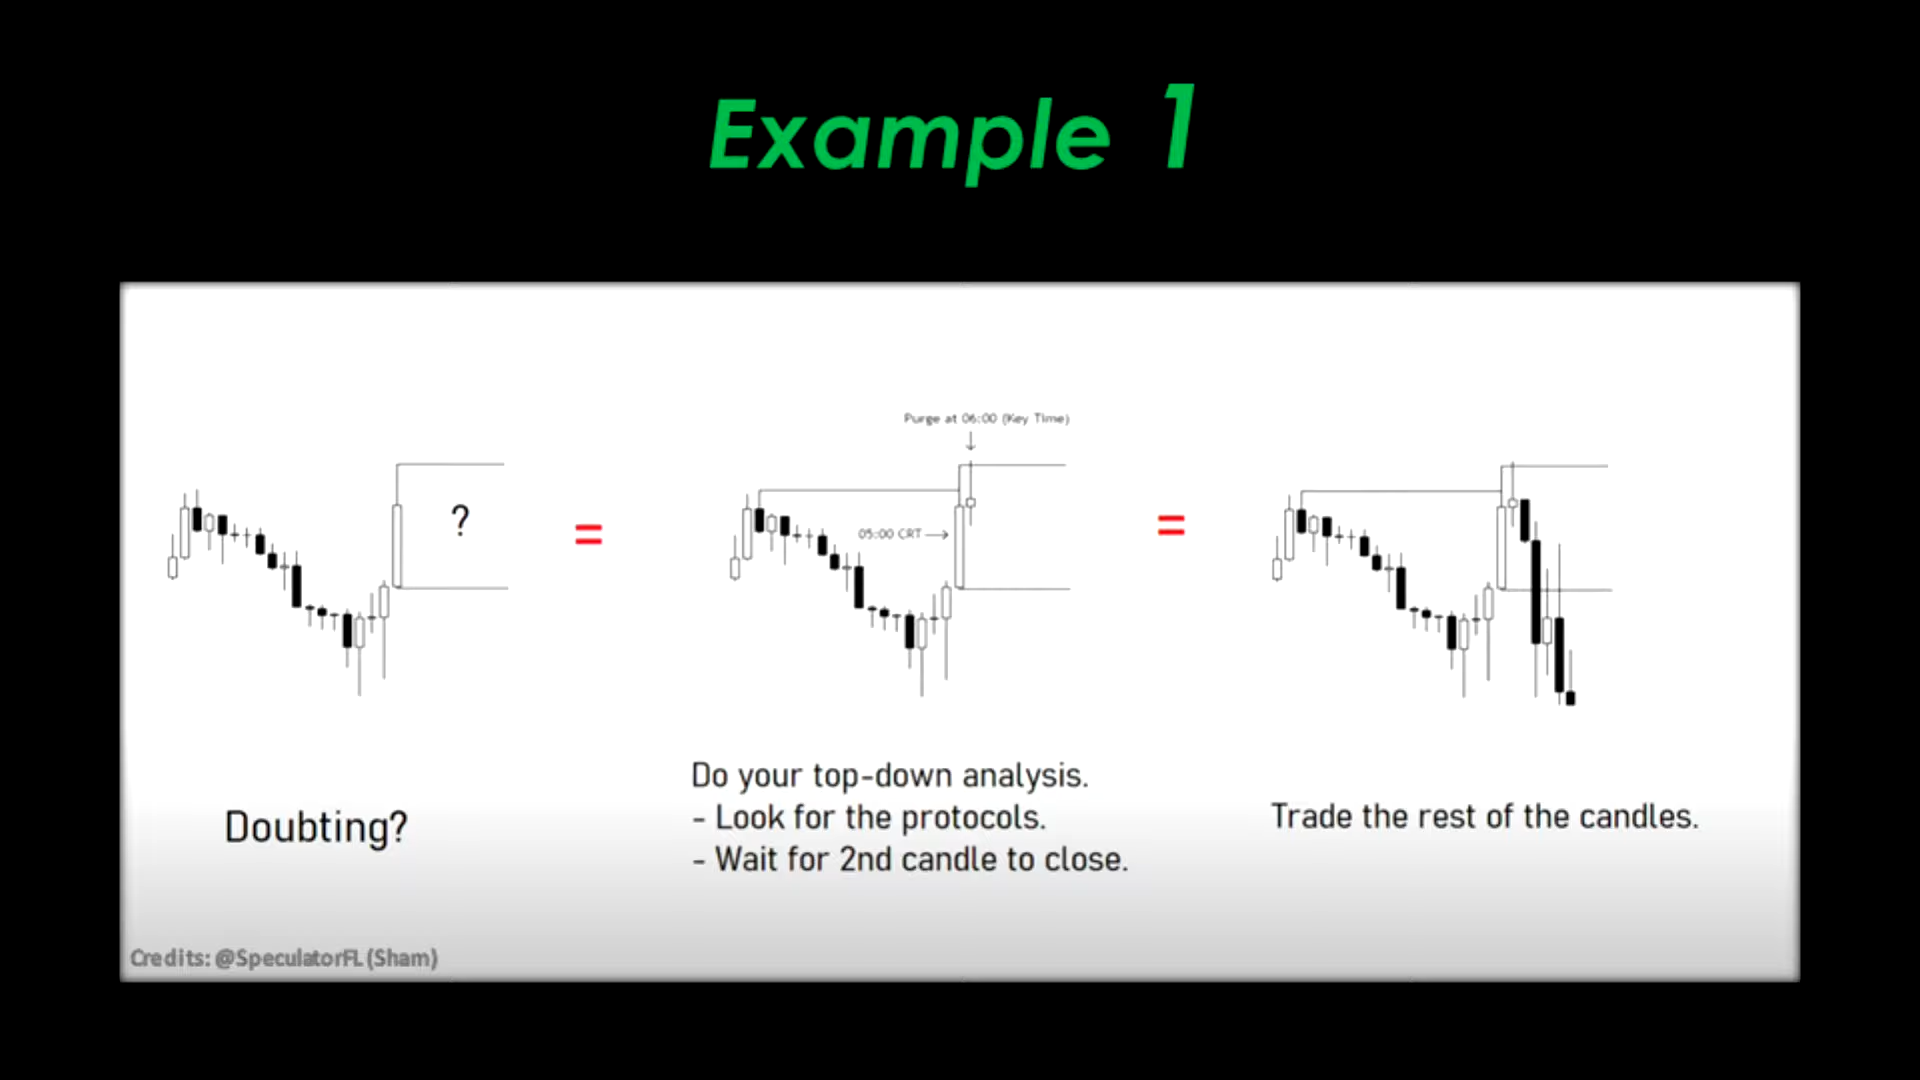 Example 1
Purge at 06:00 (Key Time)
?
=
05:00 CRT
=
Doubting?
Do your top-down analysis.
- Look for the protocols.
- Wait for 2nd candle to close.
Trade the rest of the candles.
Credits: @SpeculatorFL (Sham)